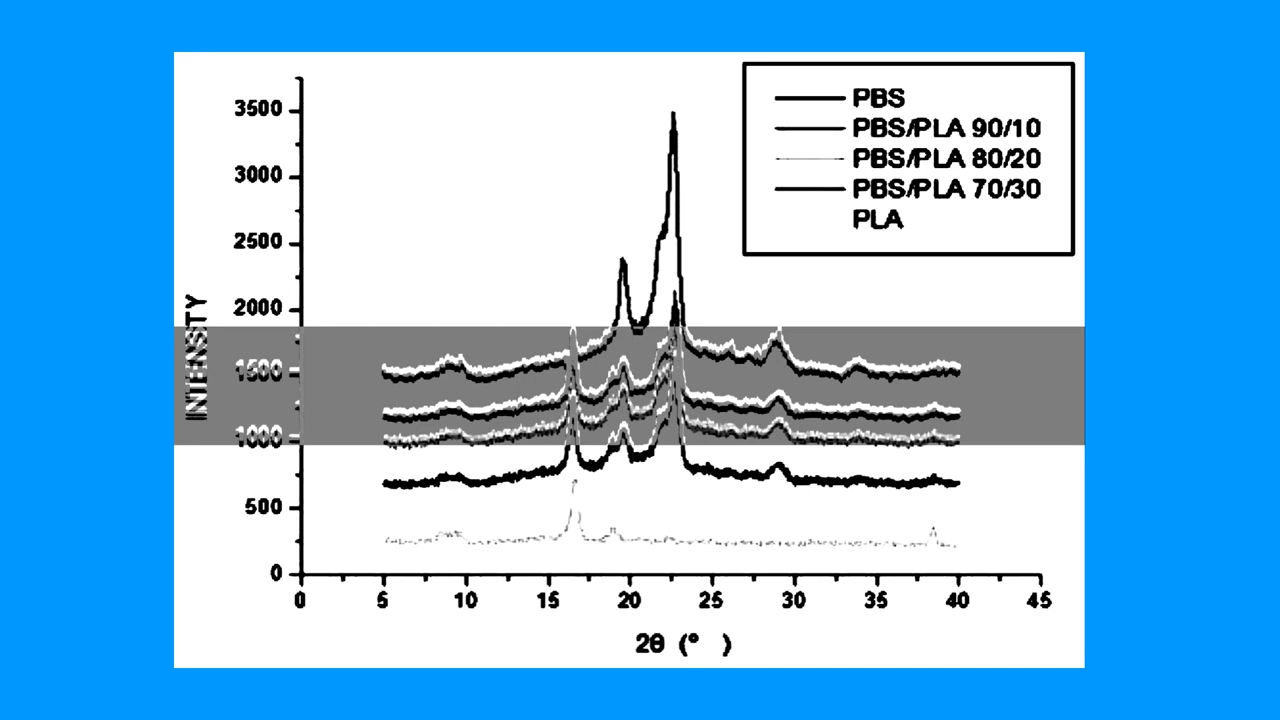 PBS
PBS/PLA 90/10
PBS/PLA 80/20
PBS/PLA 70/30
PLA
3500
3000
2500
2000
1500
1000
500
0
INTENSITY
0 5 10 15 20 25 30 35 40 45
2θ (° )